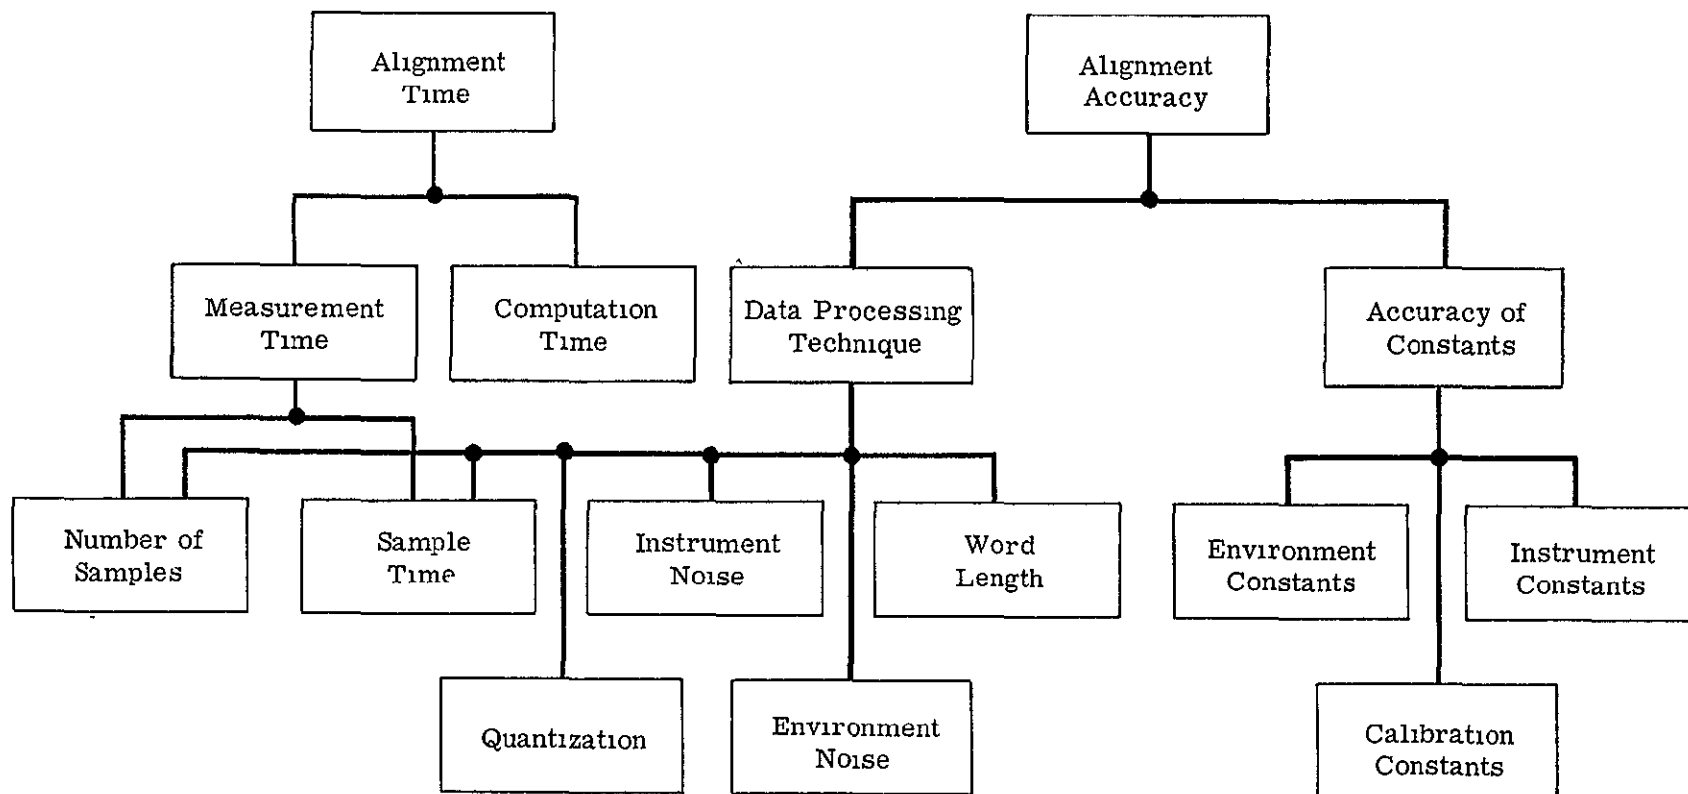 Alignment
Time
Alignment
Accuracy
Measurement
Time
Computation
Time
Data Processing
Technique
Accuracy of
Constants
Number of
Samples
Sample
Time
Instrument
Noise
Word
Length
Environment
Constants
Instrument
Constants
Quantization
Environment
Noise
Calibration
Constants